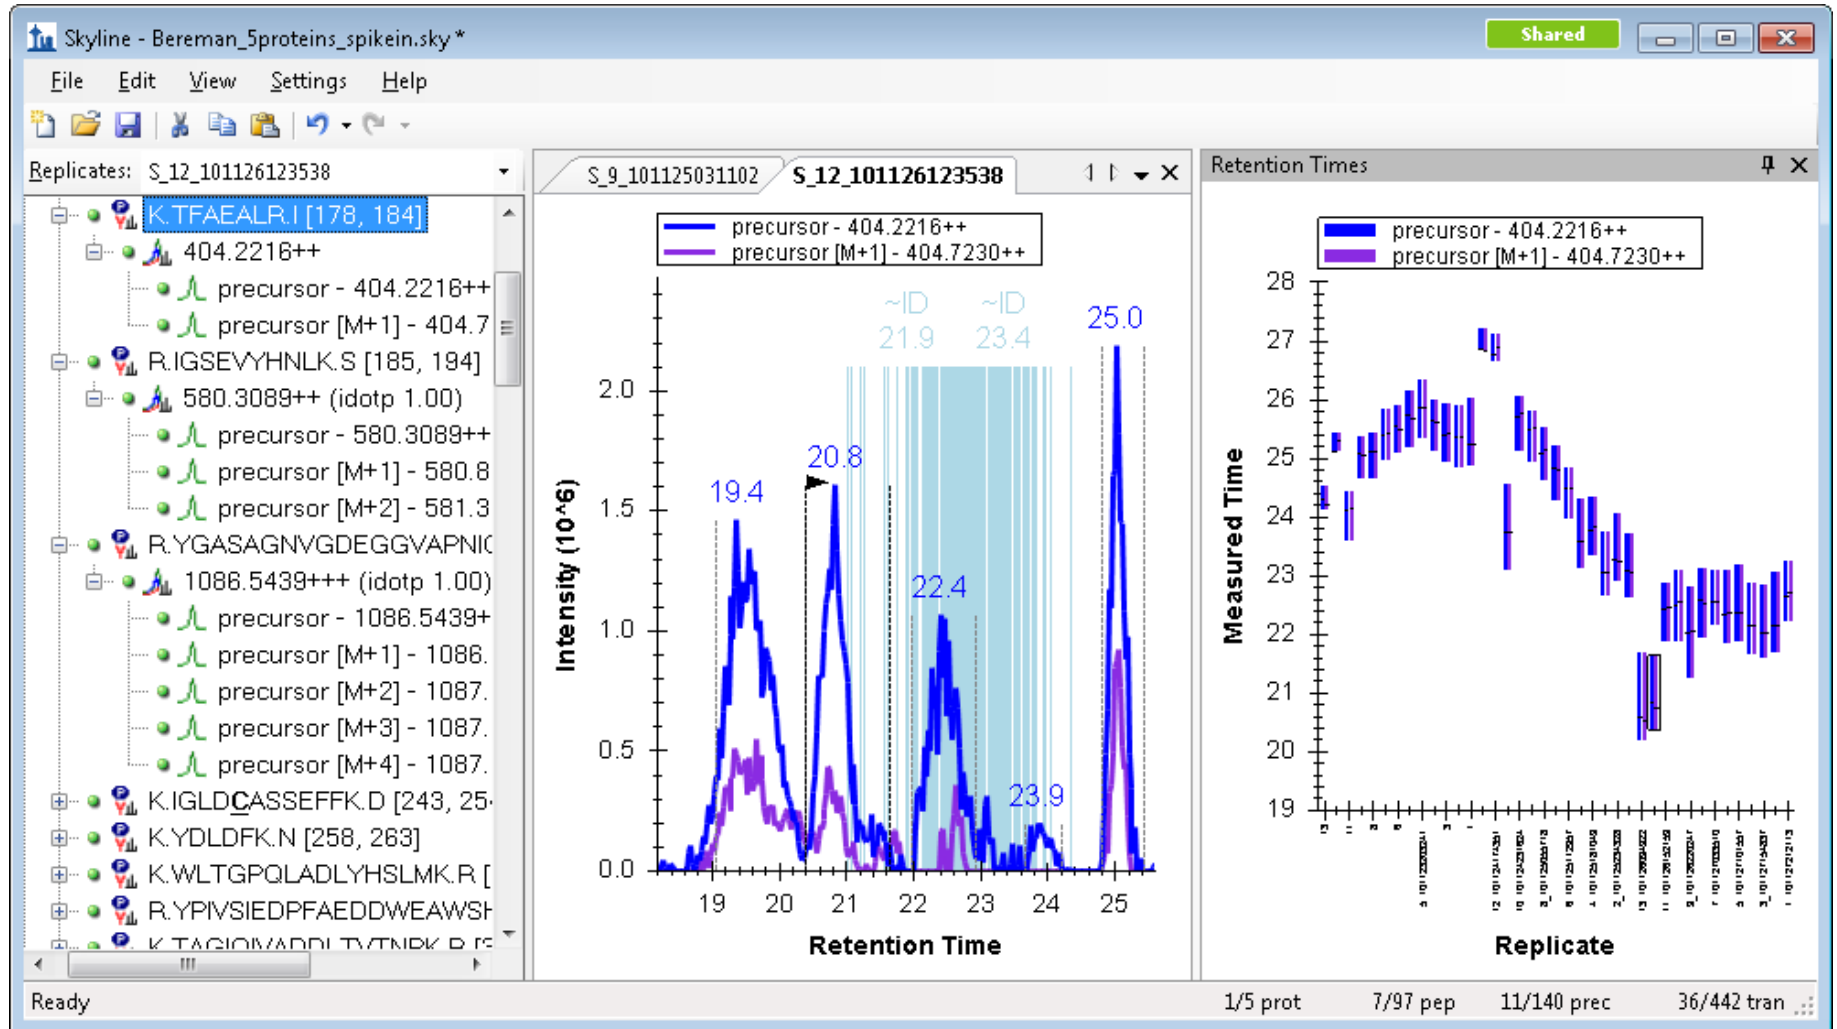 Skyline - Bereman_5proteins_spikein.sky *
Shared
File Edit View Settings Help
Replicates: S_12_101126123538
K.TFAEALR.I [178, 184]
404.2216++
precursor - 404.2216++
precursor [M+1] - 404.7
R.IGSEVYHNLK.S [185, 194]
580.3089++ (idotp 1.00)
precursor - 580.3089++
precursor [M+1] - 580.8
precursor [M+2] - 581.3
R.YGASAGNVGDEGGVAPNI
1086.5439+++ (idotp 1.00)
precursor - 1086.5439+
precursor [M+1] - 1086.
precursor [M+2] - 1087.
precursor [M+3] - 1087.
precursor [M+4] - 1087.
K.IGLDCASSEFFK.D [243, 25
K.YDLDFK.N [258, 263]
K.WLTGPQLADLYHSLMK.R [
R.YPIVSIEDPFAEDDWEAWS
S_9_101125031102 S_12_101126123538
precursor - 404.2216++
precursor [M+1] - 404.7230++
~ID
21.9
~ID
23.4
25.0
20.8
19.4
22.4
23.9
Intensity (10^6)
2.0
1.5
1.0
0.5
0.0
19 20 21 22 23 24 25
Retention Time
Retention Times
precursor - 404.2216++
precursor [M+1] - 404.7230++
Measured Time
28
27
26
25
24
23
22
21
20
19
Replicate
Ready
1/5 prot 7/97 pep 11/140 prec 36/442 tran